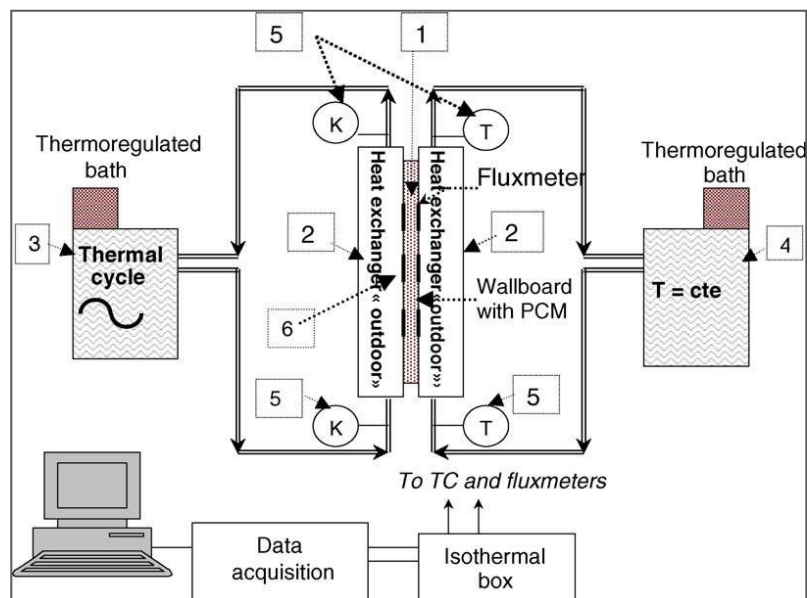 5
1
K
T
Thermoregulated
bath
Thermoregulated
bath
Fluxmeter
3
Thermal
cycle
2
Heat exchanger « outdoor»
Heat exchanger «outdoor»
2
4
T = cte
6
Wallboard
with PCM
5
K
T
5
To TC and fluxmeters
Data
acquisition
Isothermal
box